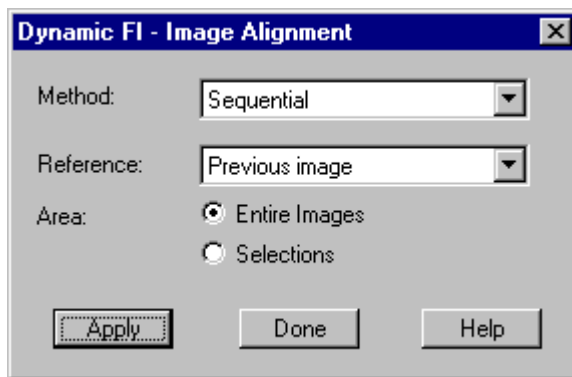 Dynamic FI - Image Alignment
Method: Sequential
Reference: Previous image
Area: Entire Images
Selections
Apply Done Help